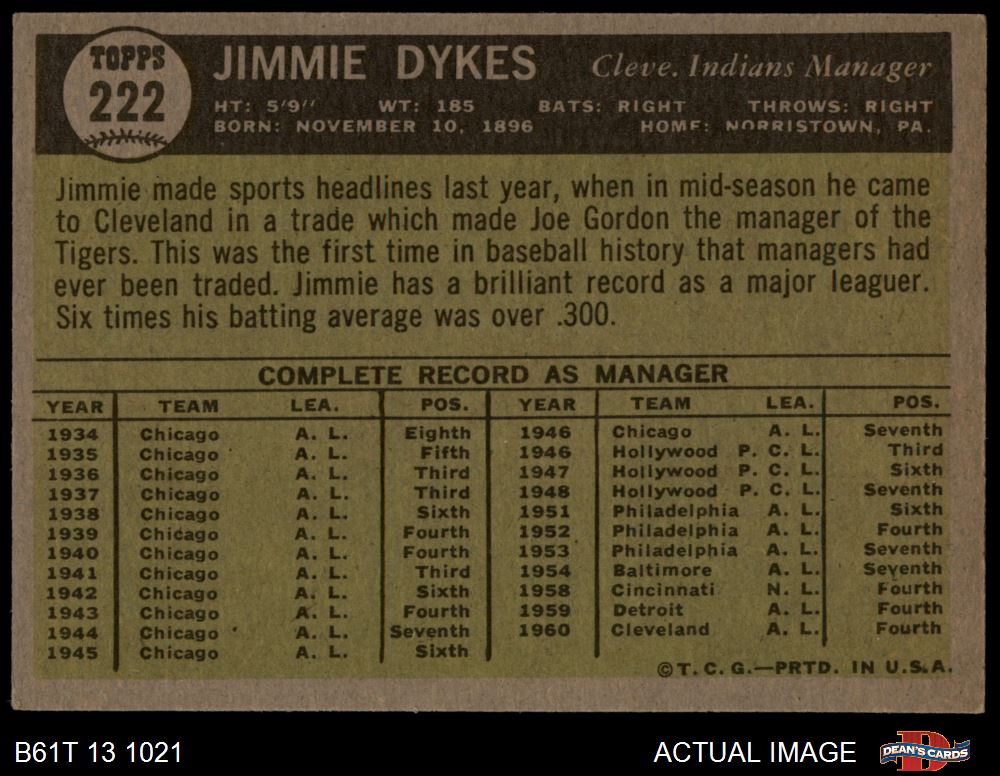 TOPPS
222
JIMMIE DYKES
Cleve. Indians Manager
HT: 5'9" WT: 185 BATS: RIGHT THROWS: RIGHT
BORN: NOVEMBER 10, 1896 HOME: NORRISTOWN, PA.
Jimmie made sports headlines last year, when in mid-season he came
to Cleveland in a trade which made Joe Gordon the manager of the
Tigers. This was the first time in baseball history that managers had
ever been traded. Jimmie has a brilliant record as a major leaguer.
Six times his batting average was over .300.
COMPLETE RECORD AS MANAGER
YEAR TEAM LEA. POS. YEAR TEAM LEA. POS.
1934 Chicago A. L. Eighth 1946 Chicago A. L. Seventh
1935 Chicago A. L. Fifth 1946 Hollywood P. C. L. Third
1936 Chicago A. L. Third 1947 Hollywood P. C. L. Sixth
1937 Chicago A. L. Third 1948 Hollywood P. C. L. Seventh
1938 Chicago A. L. Sixth 1951 Philadelphia A. L. Sixth
1939 Chicago A. L. Fourth 1952 Philadelphia A. L. Fourth
1940 Chicago A. L. Fourth 1953 Philadelphia A. L. Seventh
1941 Chicago A. L. Third 1954 Baltimore A. L. Seventh
1942 Chicago A. L. Sixth 1958 Cincinnati N. L. Fourth
1943 Chicago A. L. Fourth 1959 Detroit A. L. Fourth
1944 Chicago A. L. Seventh 1960 Cleveland A. L. Fourth
1945 Chicago A. L. Sixth
©T. C. G.—PRTD. IN U.S.A.
B61T 13 1021
ACTUAL IMAGE
DEAN'S CARDS